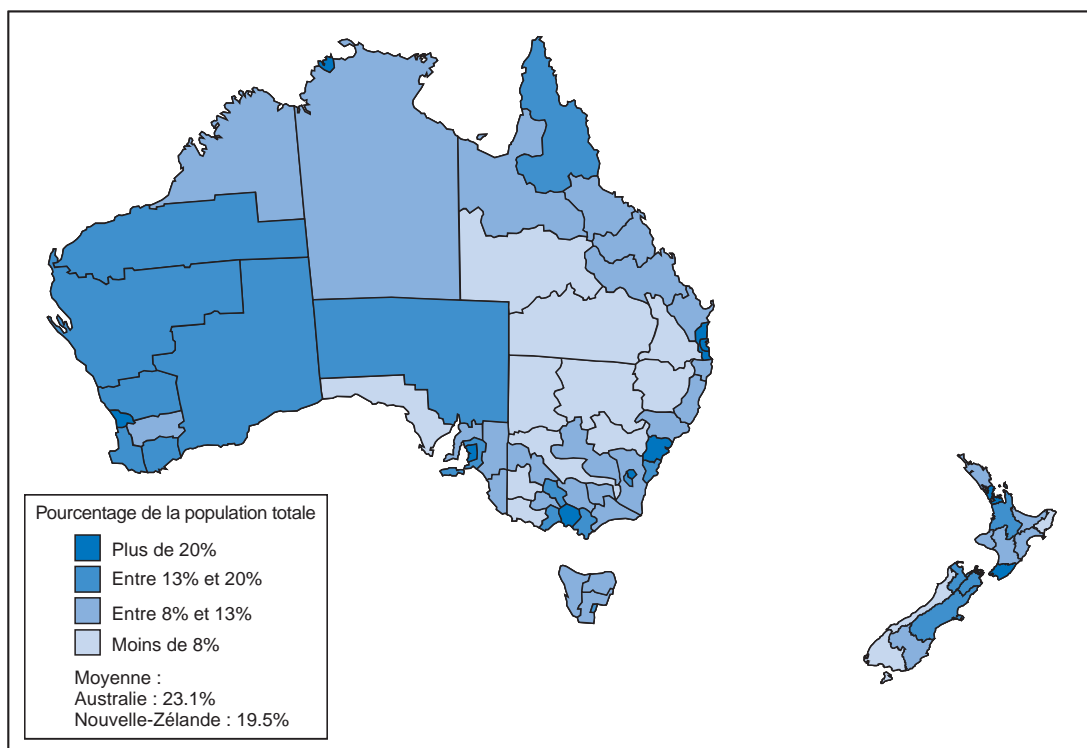 Pourcentage de la population totale
Plus de 20%
Entre 13% et 20%
Entre 8% et 13%
Moins de 8%
Moyenne :
Australie : 23.1%
Nouvelle-Zélande : 19.5%